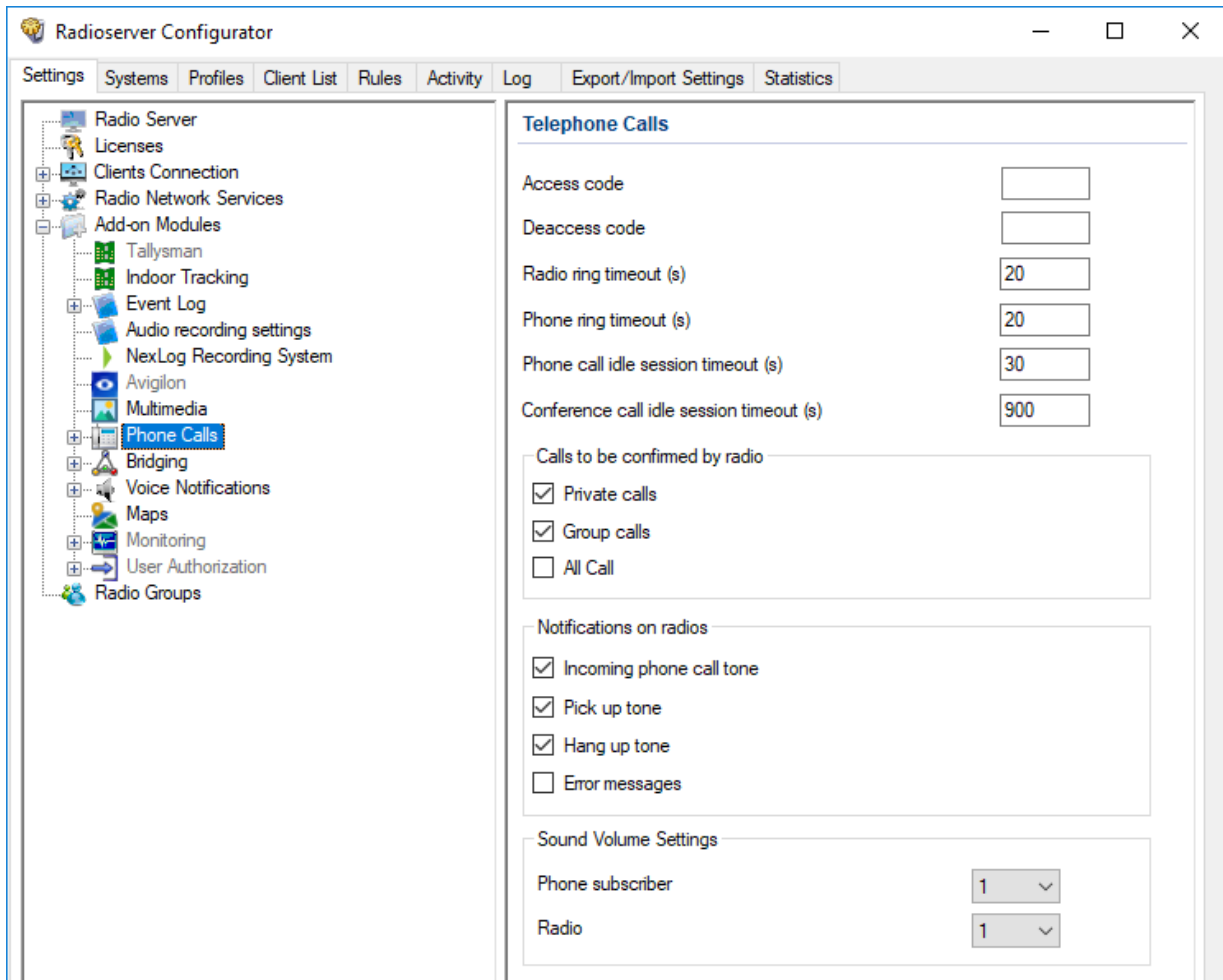 Radioserver Configurator
Settings Systems Profiles Client List Rules Activity Log Export/Import Settings Statistics
Radio Server
Licenses
Clients Connection
Radio Network Services
Add-on Modules
Tallysman
Indoor Tracking
Event Log
Audio recording settings
NexLog Recording System
Avigilon
Multimedia
Phone Calls
Bridging
Voice Notifications
Maps
Monitoring
User Authorization
Radio Groups
Telephone Calls
Access code
Deaccess code
Radio ring timeout (s) 20
Phone ring timeout (s) 20
Phone call idle session timeout (s) 30
Conference call idle session timeout (s) 900
Calls to be confirmed by radio
Private calls
Group calls
All Call
Notifications on radios
Incoming phone call tone
Pick up tone
Hang up tone
Error messages
Sound Volume Settings
Phone subscriber 1
Radio 1